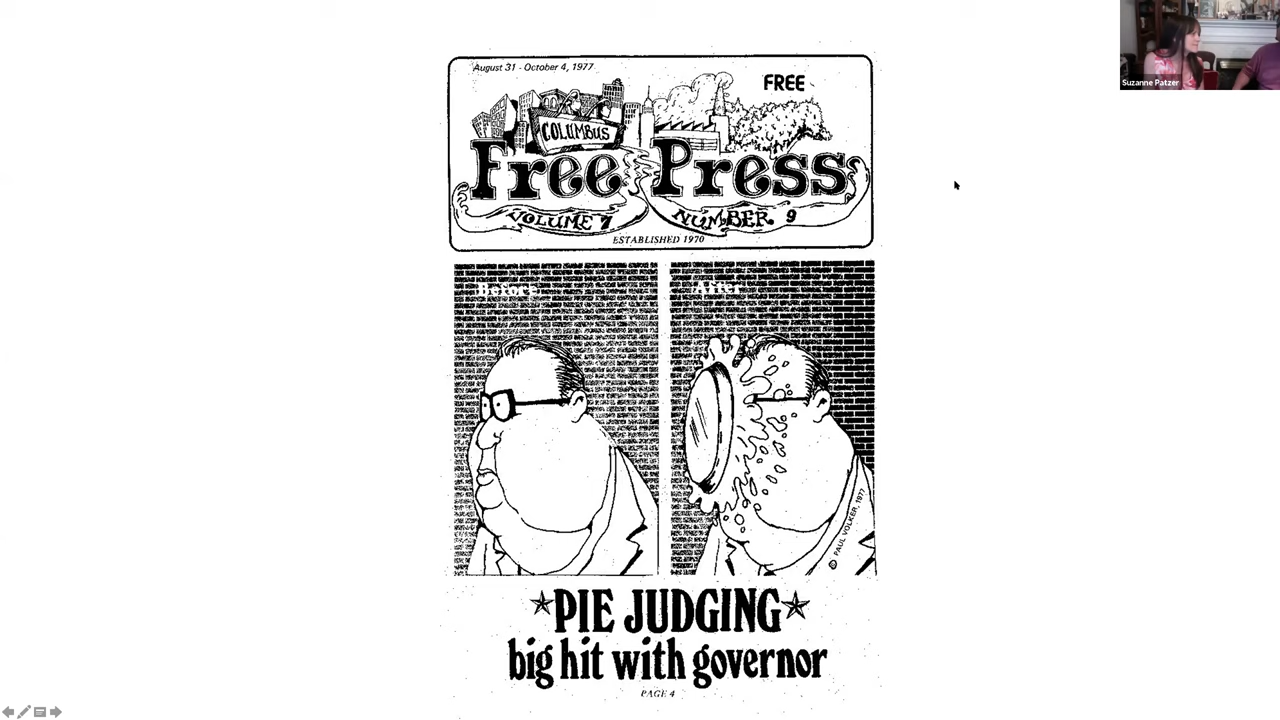 August 31 - October 4, 1977
FREE
COLUMBUS
Free Press
VOLUME 7 NUMBER 9
ESTABLISHED 1970
Before
After
© PAUL VOLKER, 1977
*PIE JUDGING*
big hit with governor
PAGE 4
Suzanne Patzer